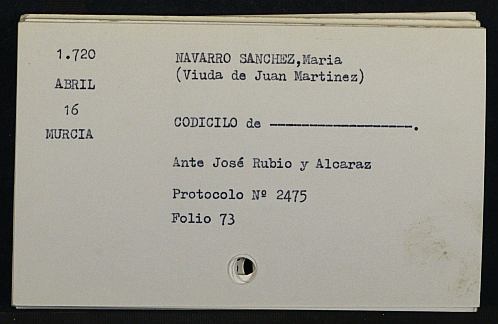 1.720
ABRIL
16
MURCIA
NAVARRO SANCHEZ,Maria
(Viuda de Juan Martinez)
CODICILO de ------------------.
Ante José Rubio y Alcaraz
Protocolo Nº 2475
Folio 73